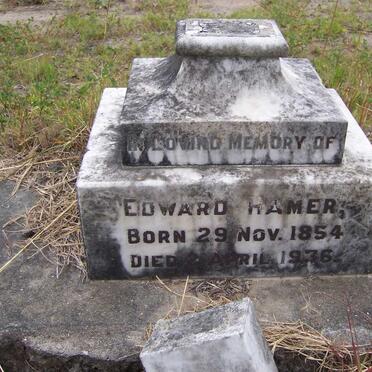 IN LOVING MEMORY OF
EDWARD HAMER,
BORN 29 NOV. 1854
DIED APRIL 1936.